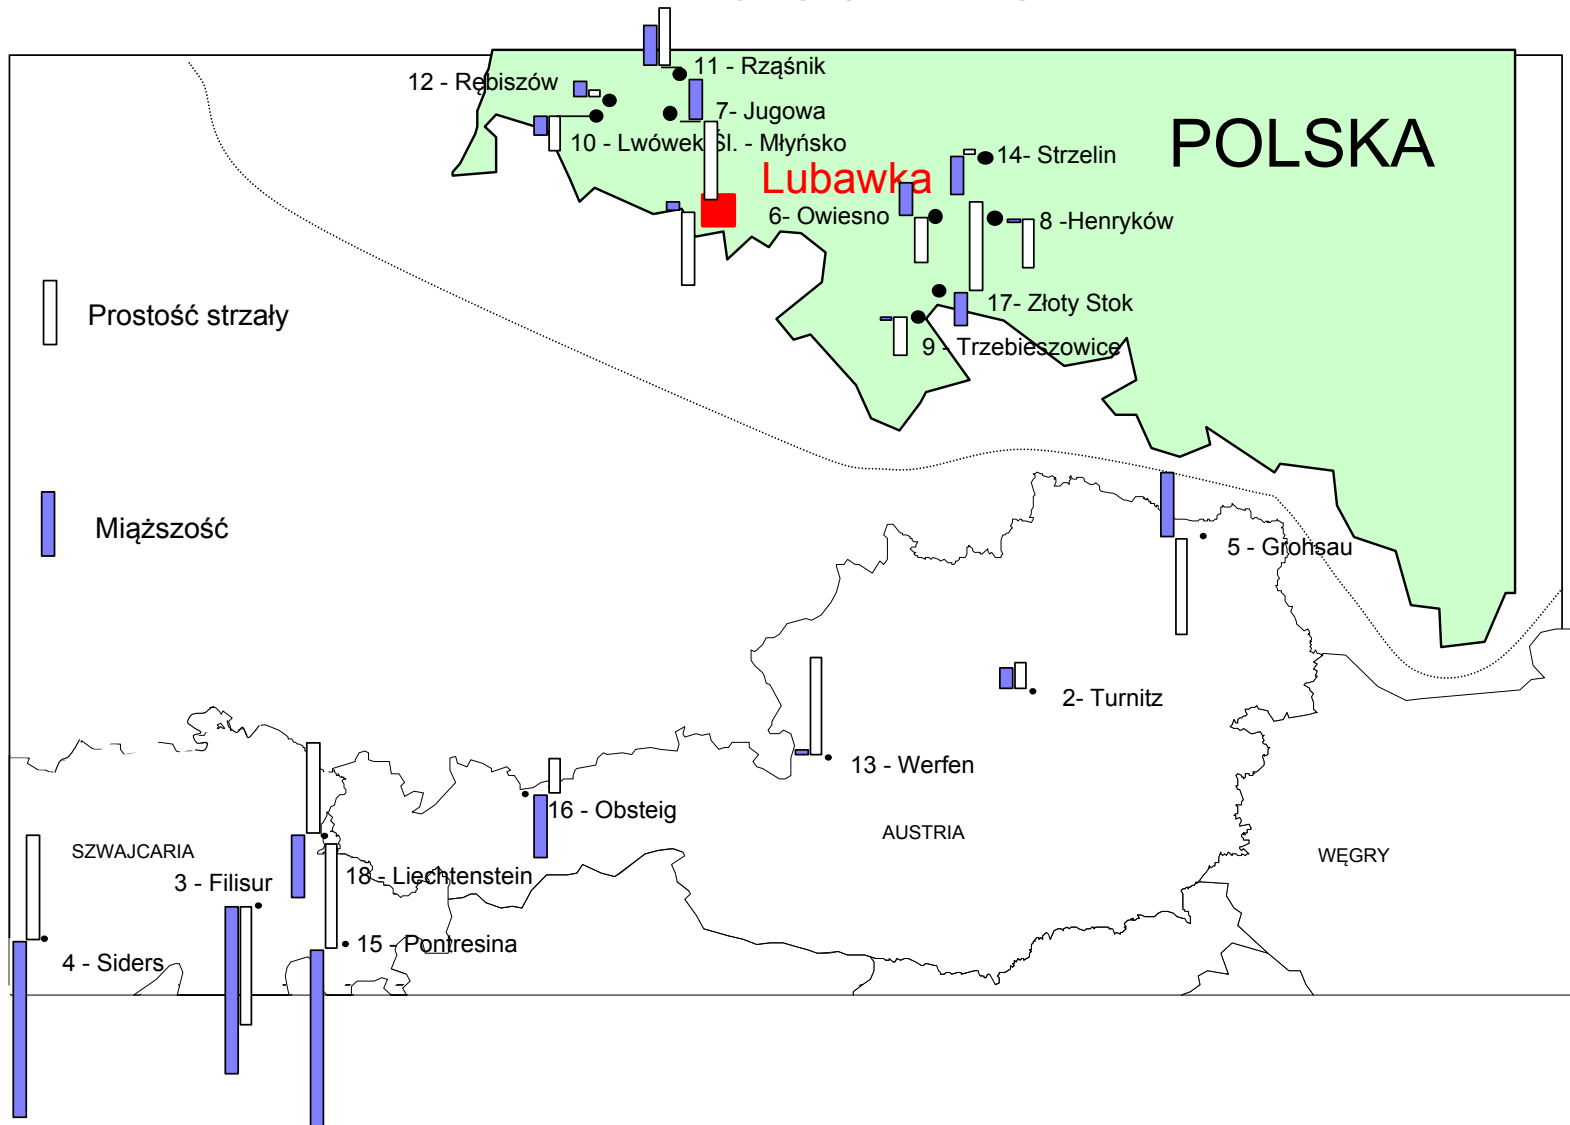 11 - Rząśnik
12 - Rębiszów
7- Jugowa
10 - Lwówek Śl. - Młyńsko
POLSKA
14- Strzelin
Lubawka
6- Owiesno
8 -Henryków
17- Złoty Stok
Prostość strzały
9 - Trzebieszowice
Miąższość
5 - Grohsau
2- Turnitz
13 - Werfen
16 - Obsteig
AUSTRIA
SZWAJCARIA
WĘGRY
18 - Liechtenstein
3 - Filisur
15 - Pontresina
4 - Siders